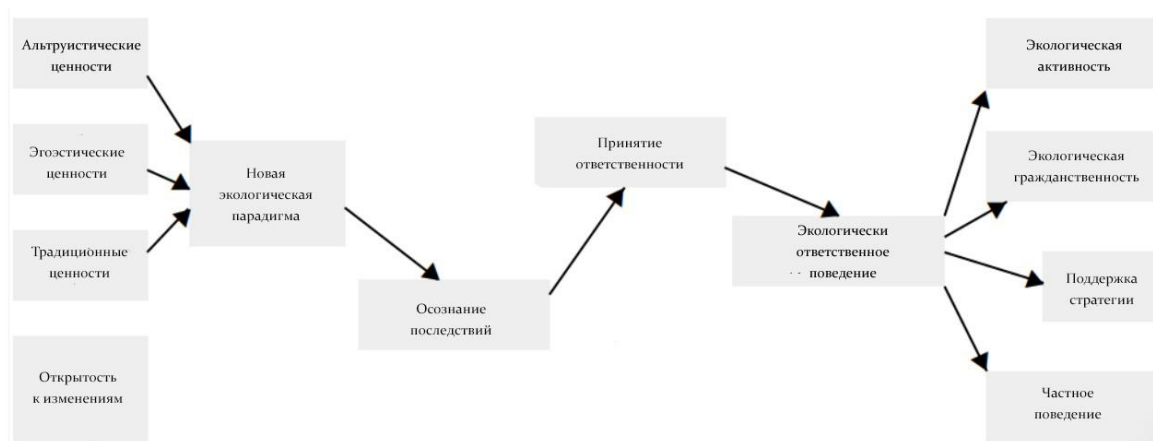 Альтруистические
ценности
Эгоэстические
ценности
Традиционные
ценности
Открытость
к изменениям
Новая
экологическая
парадигма
Осознание
последствий
Принятие
ответственности
Экологически
ответственное
поведение
Экологическая
активность
Экологическая
гражданственность
Поддержка
стратегии
Частное
поведение